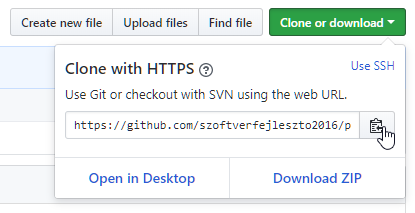 Create new file Upload files Find file Clone or download
Clone with HTTPS ? Use SSH
Use Git or checkout with SVN using the web URL.
https://github.com/szoftverfejleszto2016/p
Open in Desktop Download ZIP